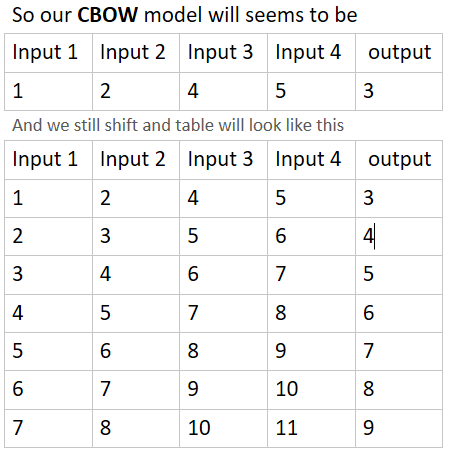 So our CBOW model will seems to be
Input 1 Input 2 Input 3 Input 4 output
1 2 4 5 3
And we still shift and table will look like this
Input 1 Input 2 Input 3 Input 4 output
1 2 4 5 3
2 3 5 6 4
3 4 6 7 5
4 5 7 8 6
5 6 8 9 7
6 7 9 10 8
7 8 10 11 9